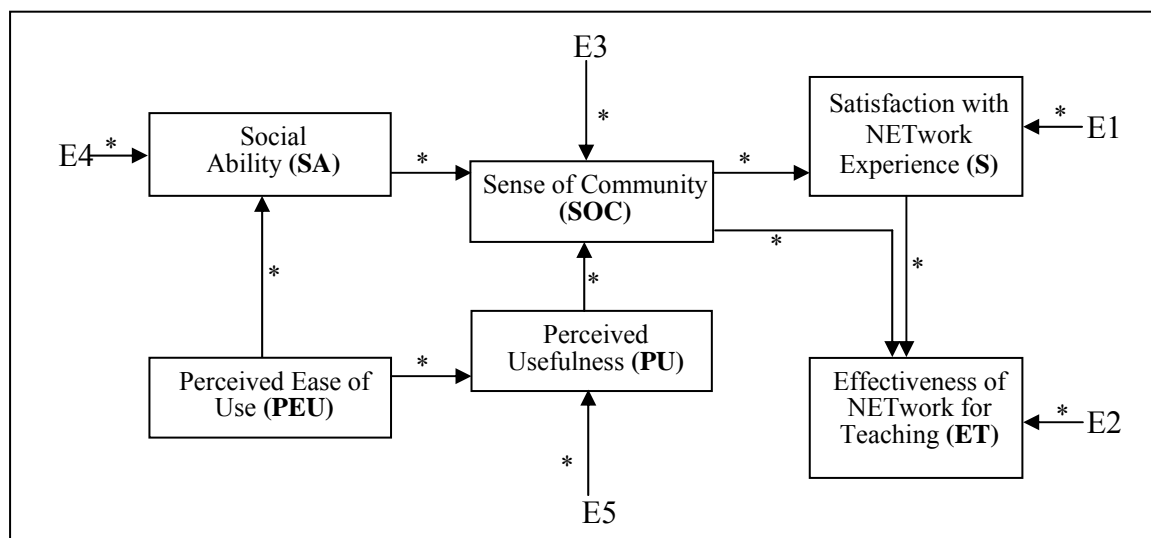 E3
*
Satisfaction with
NETwork
Experience (S)
*
E1
E4
*
Social
Ability (SA)
*
Sense of Community
(SOC)
*
*
*
*
*
Perceived Ease of
Use (PEU)
*
Perceived
Usefulness (PU)
Effectiveness of
NETwork for
Teaching (ET)
*
E2
*
E5